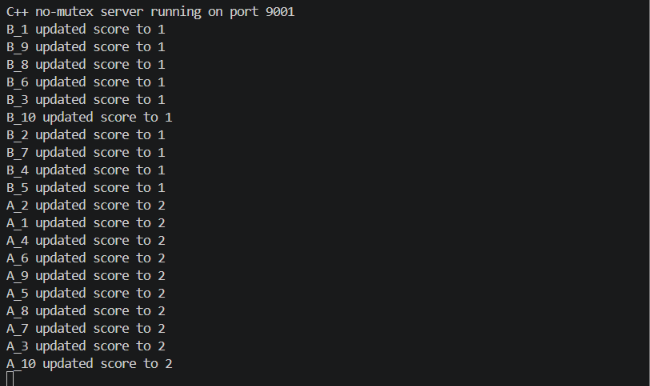 C++ no-mutex server running on port 9001
B_1 updated score to 1
B_9 updated score to 1
B_8 updated score to 1
B_6 updated score to 1
B_3 updated score to 1
B_10 updated score to 1
B_2 updated score to 1
B_7 updated score to 1
B_4 updated score to 1
B_5 updated score to 1
A_2 updated score to 2
A_1 updated score to 2
A_4 updated score to 2
A_6 updated score to 2
A_9 updated score to 2
A_5 updated score to 2
A_8 updated score to 2
A_7 updated score to 2
A_3 updated score to 2
A_10 updated score to 2